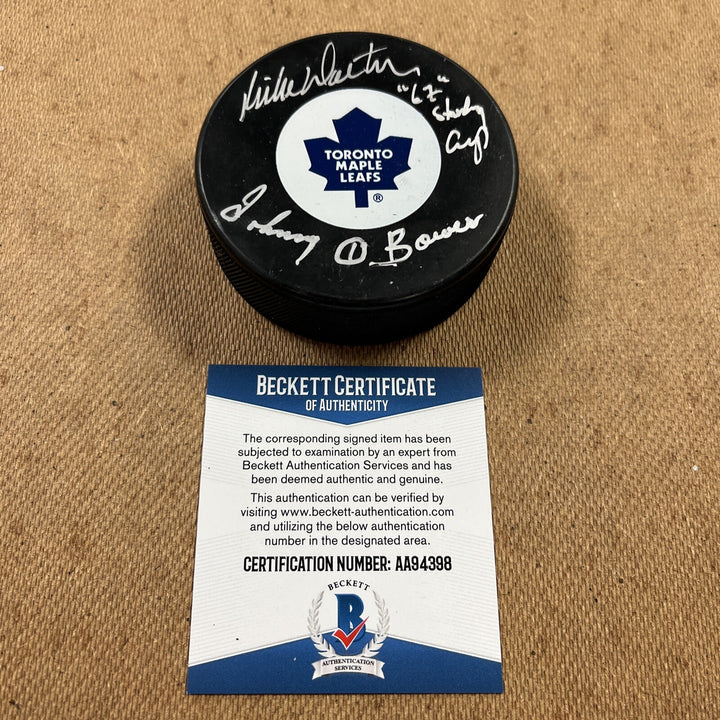 Mike Walton
"67"
Stanley
Cup
TORONTO
MAPLE
LEAFS
®
Johnny ① Bower
BECKETT CERTIFICATE
OF AUTHENTICITY
The corresponding signed item has been
subjected to examination by an expert from
Beckett Authentication Services and has
been deemed authentic and genuine.
This authentication can be verified by
visiting www.beckett-authentication.com
and utilizing the below authentication
number in the designated area.
CERTIFICATION NUMBER: AA94398
BECKETT
B
AUTHENTICATION
SERVICES